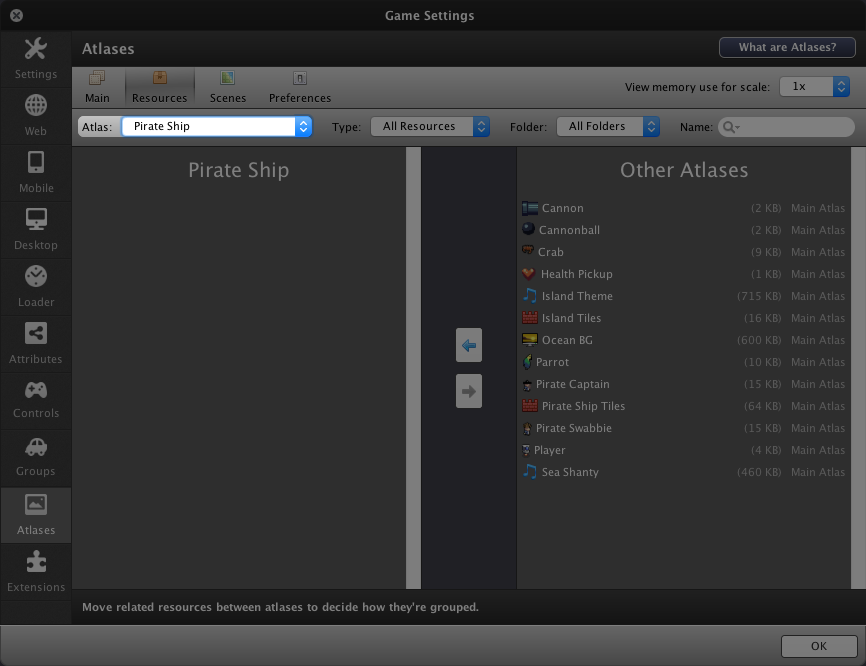 Game Settings
Settings
Web
Mobile
Desktop
Loader
Attributes
Controls
Groups
Atlases
Extensions
Atlases
What are Atlases?
Main
Resources
Scenes
Preferences
View memory use for scale: 1x
Atlas: Pirate Ship
Type: All Resources
Folder: All Folders
Name:
Pirate Ship
Other Atlases
Cannon (2 KB) Main Atlas
Cannonball (2 KB) Main Atlas
Crab (9 KB) Main Atlas
Health Pickup (1 KB) Main Atlas
Island Theme (715 KB) Main Atlas
Island Tiles (16 KB) Main Atlas
Ocean BG (600 KB) Main Atlas
Parrot (10 KB) Main Atlas
Pirate Captain (15 KB) Main Atlas
Pirate Ship Tiles (64 KB) Main Atlas
Pirate Swabbie (15 KB) Main Atlas
Player (4 KB) Main Atlas
Sea Shanty (460 KB) Main Atlas
Move related resources between atlases to decide how they're grouped.
OK